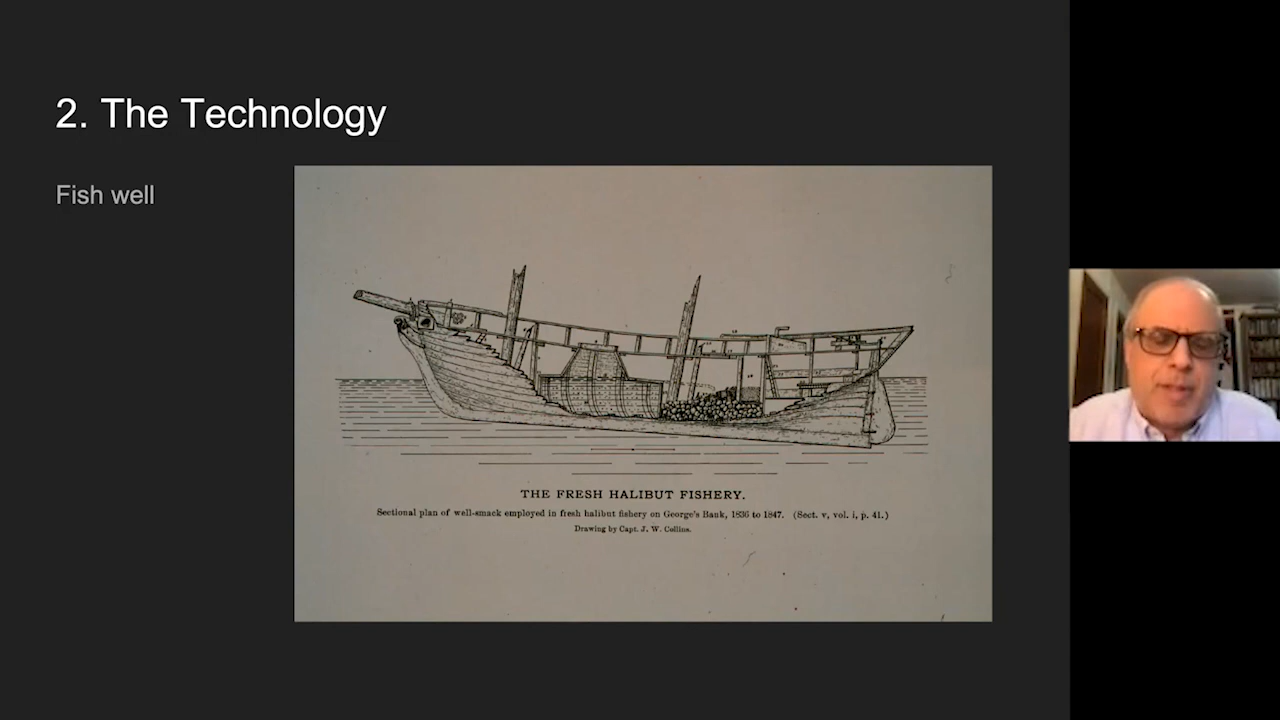 2. The Technology
Fish well
THE FRESH HALIBUT FISHERY.
Sectional plan of well-smack employed in fresh halibut fishery on George's Bank, 1836 to 1847. (Sect. v, vol. i, p. 41.)
Drawing by Capt. J. W. Collins.